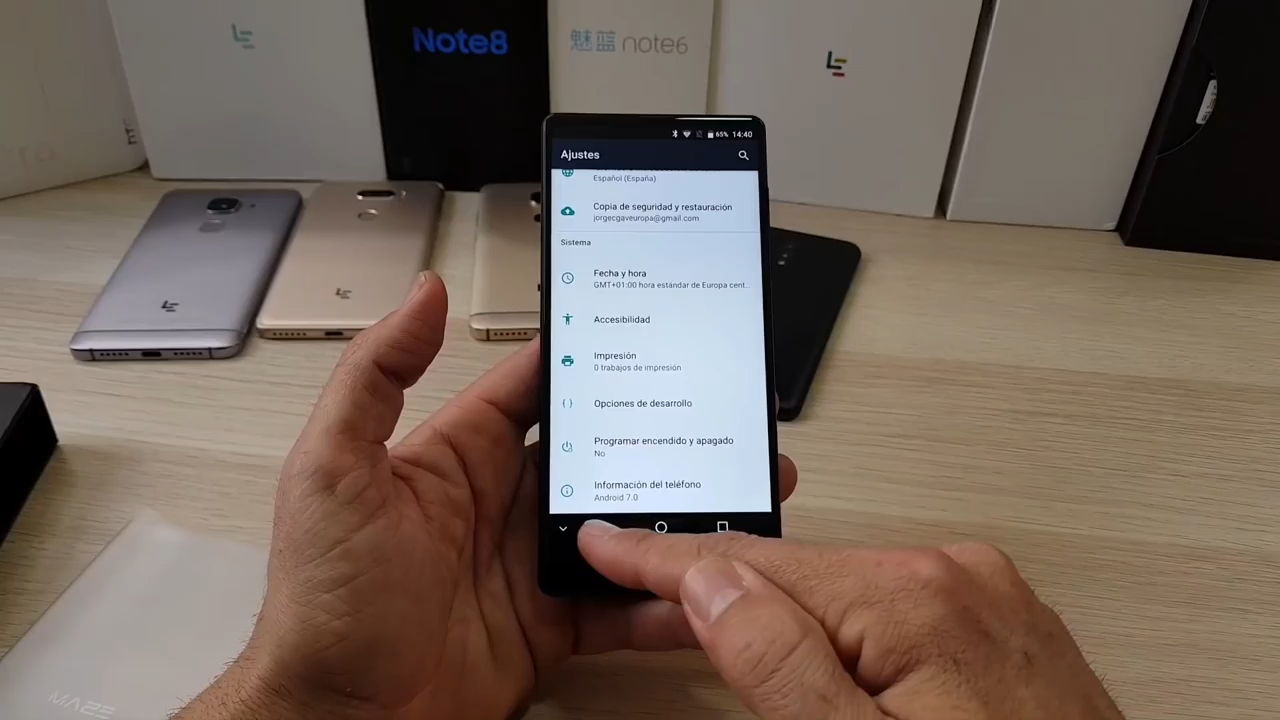 Note8
魅蓝 note6
65% 14:40
Ajustes
Español (España)
Copia de seguridad y restauración
jorgecgaveuropa@gmail.com
Sistema
Fecha y hora
GMT+01:00 hora estándar de Europa cent...
Accesibilidad
Impresión
0 trabajos de impresión
Opciones de desarrollo
Programar encendido y apagado
No
Información del teléfono
Android 7.0
MAZE